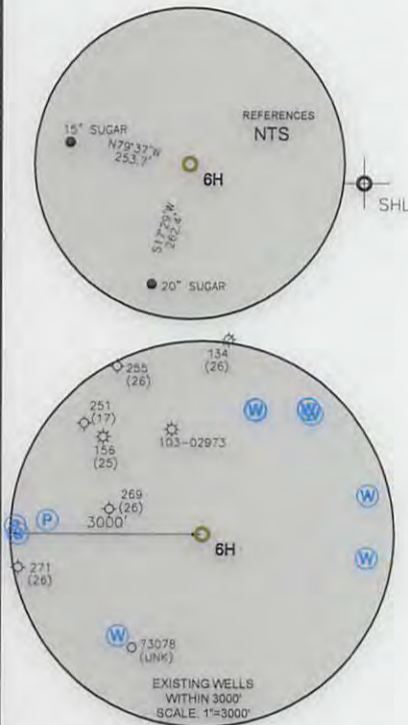 REFERENCES
NTS
15" SUGAR
N79°37'W
253.7'
6H
SHL
S17°29'W
262.4'
20" SUGAR
134
(26)
255
(26)
251
(17)
156
(25)
103-02973
W
W
W
269
(26)
P
3000'
6H
W
271
(26)
W
73078
(UNK)
EXISTING WELLS
WITHIN 3000'
SCALE: 1"=3000'